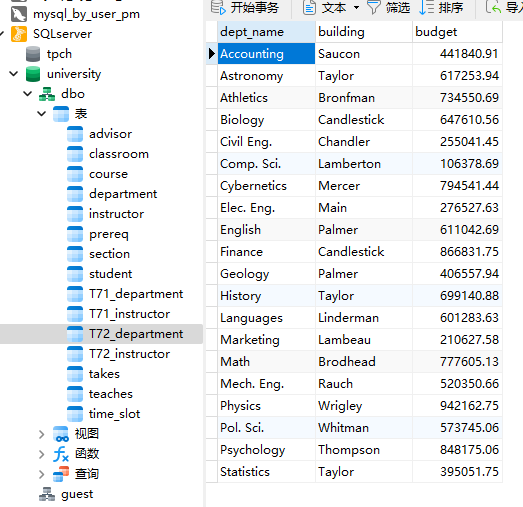 mysql_by_user_pm
SQLserver
tpch
university
dbo
表
advisor
classroom
course
department
instructor
prereq
section
student
T71_department
T71_instructor
T72_department
T72_instructor
takes
teaches
time_slot
视图
函数
查询
guest
开始事务 文本 筛选 排序 导
dept_name building budget
Accounting Saucon 441840.91
Astronomy Taylor 617253.94
Athletics Bronfman 734550.69
Biology Candlestick 647610.56
Civil Eng. Chandler 255041.45
Comp. Sci. Lamberton 106378.69
Cybernetics Mercer 794541.44
Elec. Eng. Main 276527.63
English Palmer 611042.69
Finance Candlestick 866831.75
Geology Palmer 406557.94
History Taylor 699140.88
Languages Linderman 601283.63
Marketing Lambeau 210627.58
Math Brodhead 777605.13
Mech. Eng. Rauch 520350.66
Physics Wrigley 942162.75
Pol. Sci. Whitman 573745.06
Psychology Thompson 848175.06
Statistics Taylor 395051.75